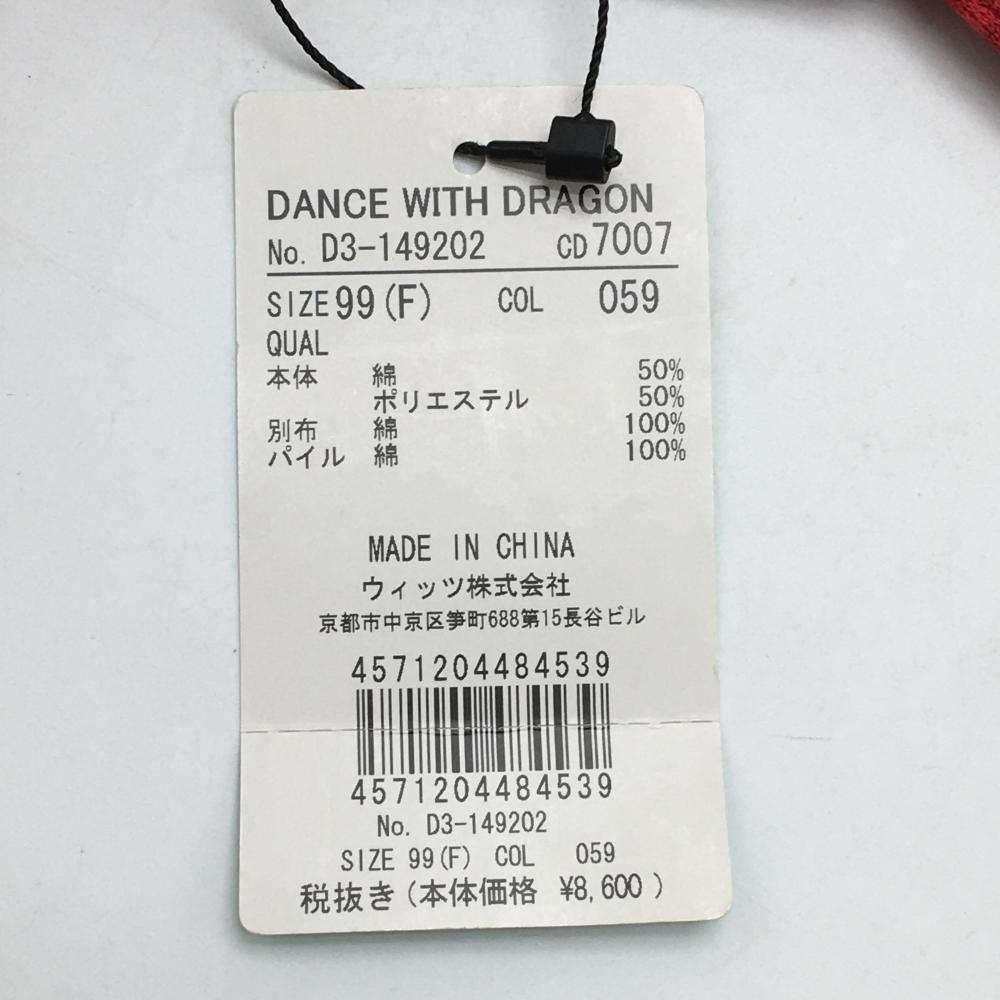 DANCE WITH DRAGON
No. D3-149202 CD 7007
SIZE 99(F) COL 059
QUAL
本体 綿 50%
ポリエステル 50%
別布 綿 100%
パイル 綿 100%
MADE IN CHINA
ウィッツ株式会社
京都市中京区笋町688第15長谷ビル
4571204484539
4571204484539
No. D3-149202
SIZE 99(F) COL 059
税抜き(本体価格 ¥8,600 )